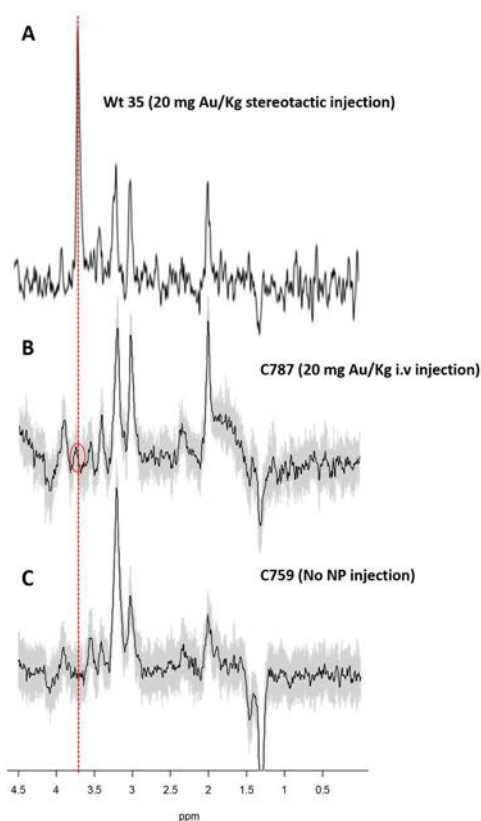 A
Wt 35 (20 mg Au/Kg stereotactic injection)
B
C787 (20 mg Au/Kg i.v injection)
C
C759 (No NP injection)
4.5 4 3.5 3 2.5 2 1.5 1 0.5
ppm